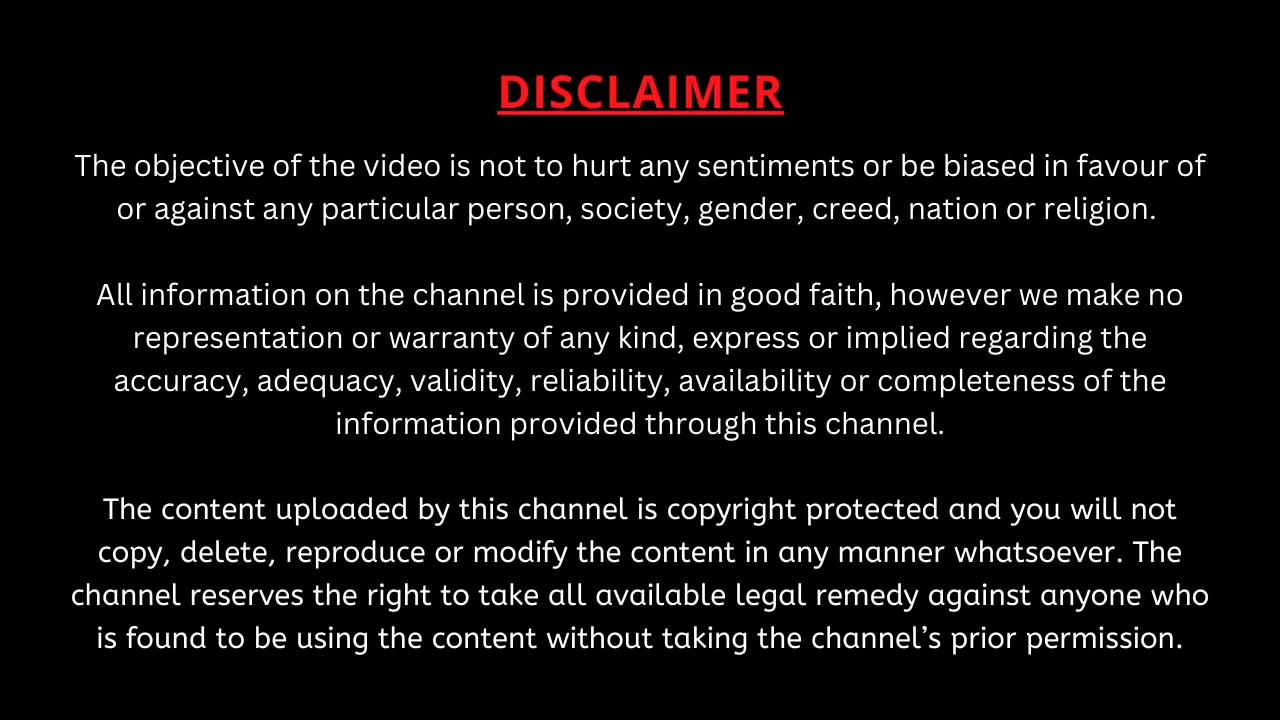 DISCLAIMER
The objective of the video is not to hurt any sentiments or be biased in favour of
or against any particular person, society, gender, creed, nation or religion.
All information on the channel is provided in good faith, however we make no
representation or warranty of any kind, express or implied regarding the
accuracy, adequacy, validity, reliability, availability or completeness of the
information provided through this channel.
The content uploaded by this channel is copyright protected and you will not
copy, delete, reproduce or modify the content in any manner whatsoever. The
channel reserves the right to take all available legal remedy against anyone who
is found to be using the content without taking the channel’s prior permission.